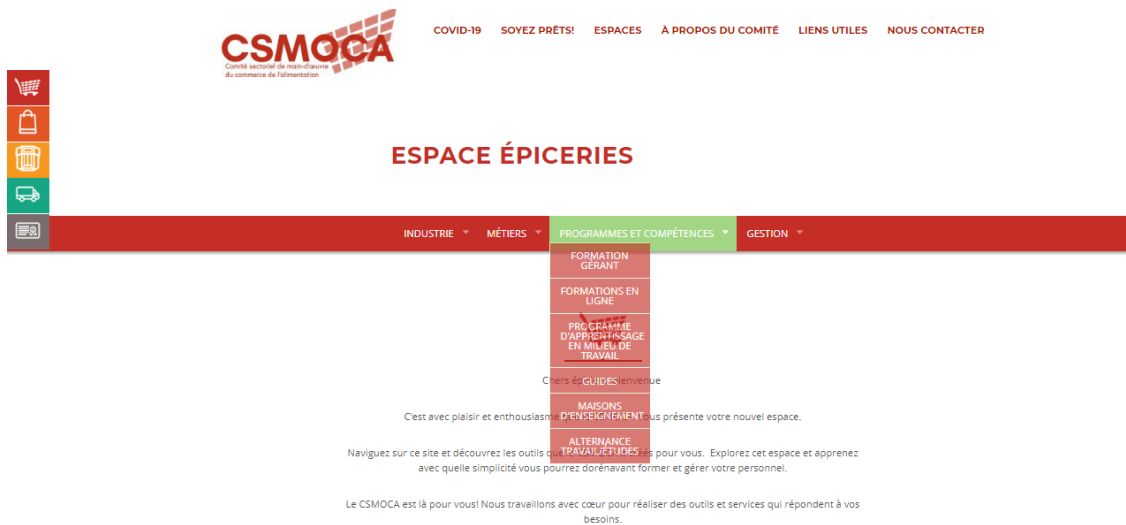 CSMOCA
Comité sectoriel de main-d'œuvre
du commerce de l'alimentation
COVID-19 SOYEZ PRÊTS! ESPACES À PROPOS DU COMITÉ LIENS UTILES NOUS CONTACTER
ESPACE ÉPICERIES
INDUSTRIE MÉTIERS PROGRAMMES ET COMPÉTENCES GESTION
FORMATION
GÉRANT
FORMATIONS EN
LIGNE
PROGRAMME
D'APPRENTISSAGE
EN MILIEU DE
TRAVAIL
GUIDES
MAISONS
D'ENSEIGNEMENT
ALTERNANCE
TRAVAIL/ÉTUDES
Chers
C'est avec plaisir et enthousiasme vous présente votre nouvel espace.
Naviguez sur ce site et découvrez les outils pour vous. Explorez cet espace et apprenez
avec quelle simplicité vous pourrez dorénavant former et gérer votre personnel.
Le CSMOCA est là pour vous! Nous travaillons avec cœur pour réaliser des outils et services qui répondent à vos
besoins.